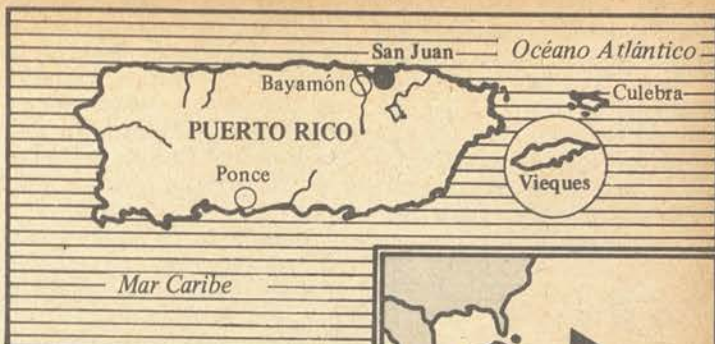 San Juan
Océano Atlántico
Bayamón
Culebra
PUERTO RICO
Ponce
Vieques
Mar Caribe